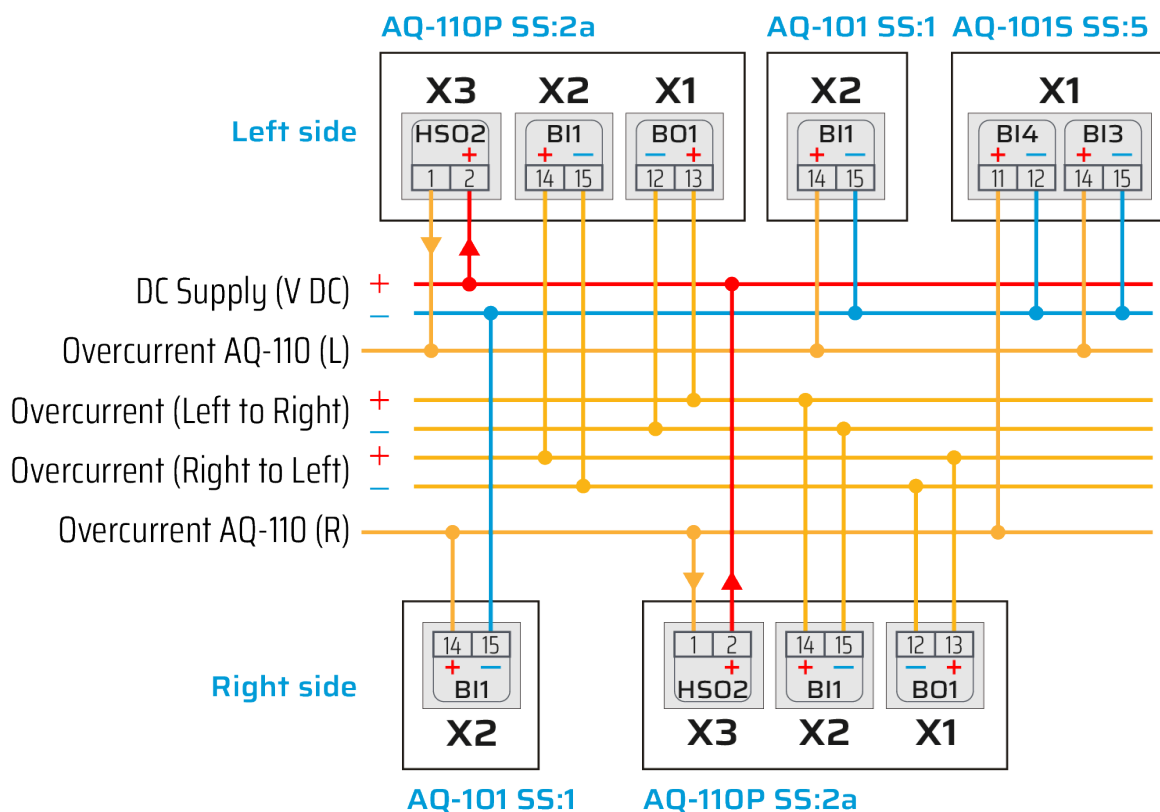 AQ-110P SS:2a AQ-101 SS:1 AQ-101S SS:5
X3 X2 X1 X2 X1
Left side
HSO2 BI1 BO1 BI1 BI4 BI3
+ + − − + + − + − + −
1 2 14 15 12 13 14 15 11 12 14 15
DC Supply (V DC) +
−
Overcurrent AQ-110 (L)
Overcurrent (Left to Right) +
−
Overcurrent (Right to Left) +
−
Overcurrent AQ-110 (R)
14 15 1 2 14 15 12 13
+ − + + − − +
Right side
BI1 HSO2 BI1 BO1
X2 X3 X2 X1
AQ-101 SS:1 AQ-110P SS:2a